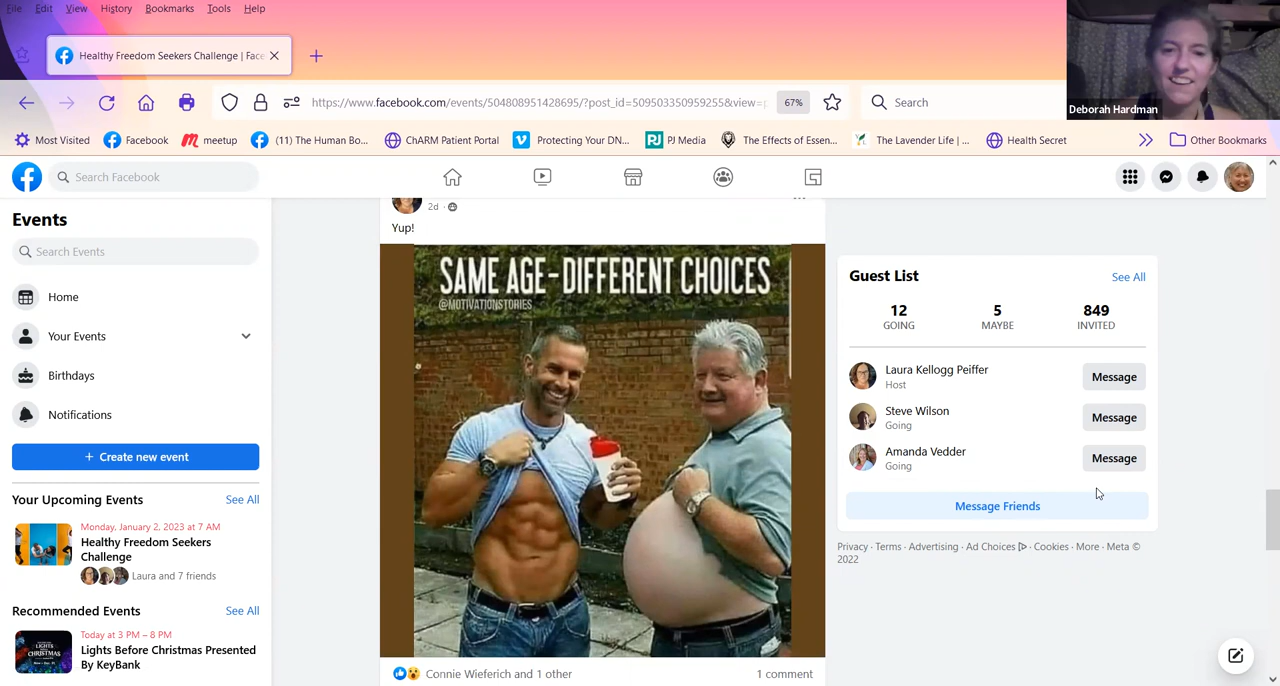 File Edit View History Bookmarks Tools Help
Healthy Freedom Seekers Challenge | Face
https://www.facebook.com/events/504808951428695/?post_id=509503350959255&view=p
67%
Search
Deborah Hardman
Most Visited
Facebook
meetup
(11) The Human Bo...
ChARM Patient Portal
Protecting Your DN...
PJ Media
The Effects of Essen...
The Lavender Life | ...
Health Secret
Other Bookmarks
Search Facebook
Events
Search Events
Home
Your Events
Birthdays
Notifications
+ Create new event
Your Upcoming Events See All
Monday, January 2, 2023 at 7 AM
Healthy Freedom Seekers
Challenge
Laura and 7 friends
Recommended Events See All
Today at 3 PM – 8 PM
Lights Before Christmas Presented
By KeyBank
2d ·
Yup!
SAME AGE-DIFFERENT CHOICES
@MOTIVATIONSTORIES
Connie Wieferich and 1 other
1 comment
Guest List See All
12 5 849
GOING MAYBE INVITED
Laura Kellogg Peiffer
Host
Message
Steve Wilson
Going
Message
Amanda Vedder
Going
Message
Message Friends
Privacy · Terms · Advertising · Ad Choices · Cookies · More · Meta ©
2022